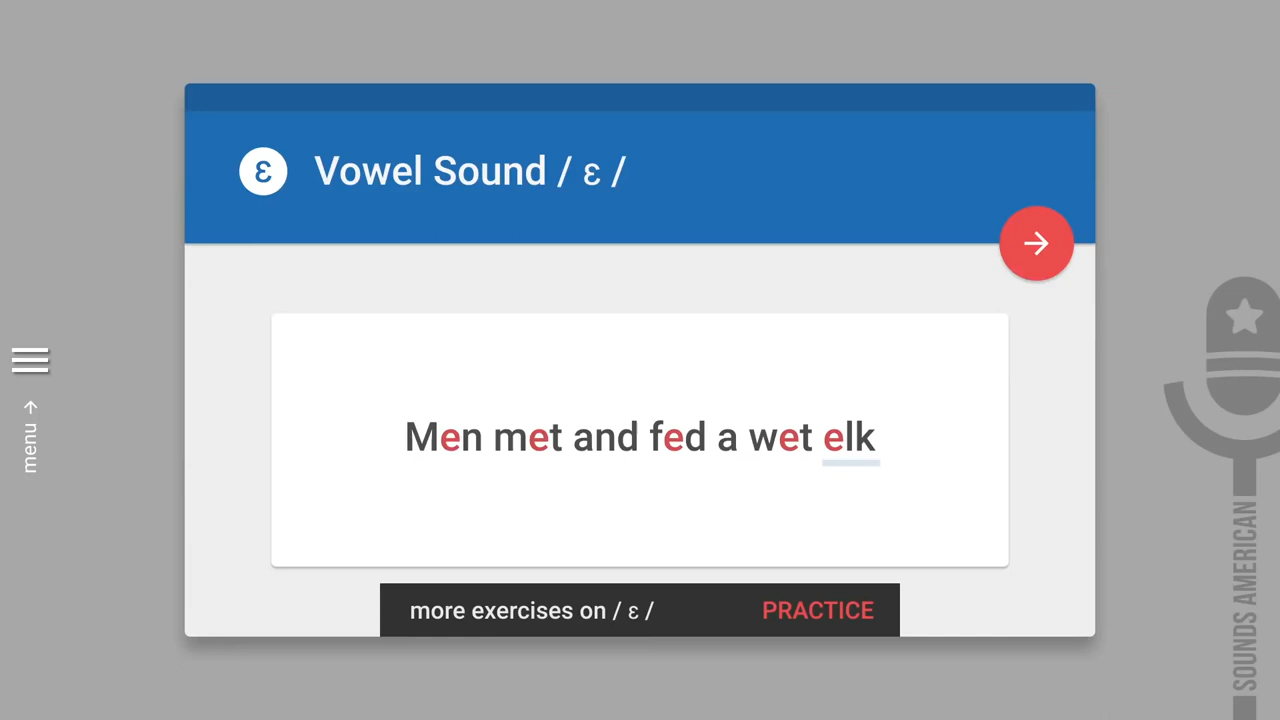 ɛ
Vowel Sound / ɛ /
→
Men met and fed a wet elk
more exercises on / ɛ /
PRACTICE
menu →
SOUNDS AMERICAN